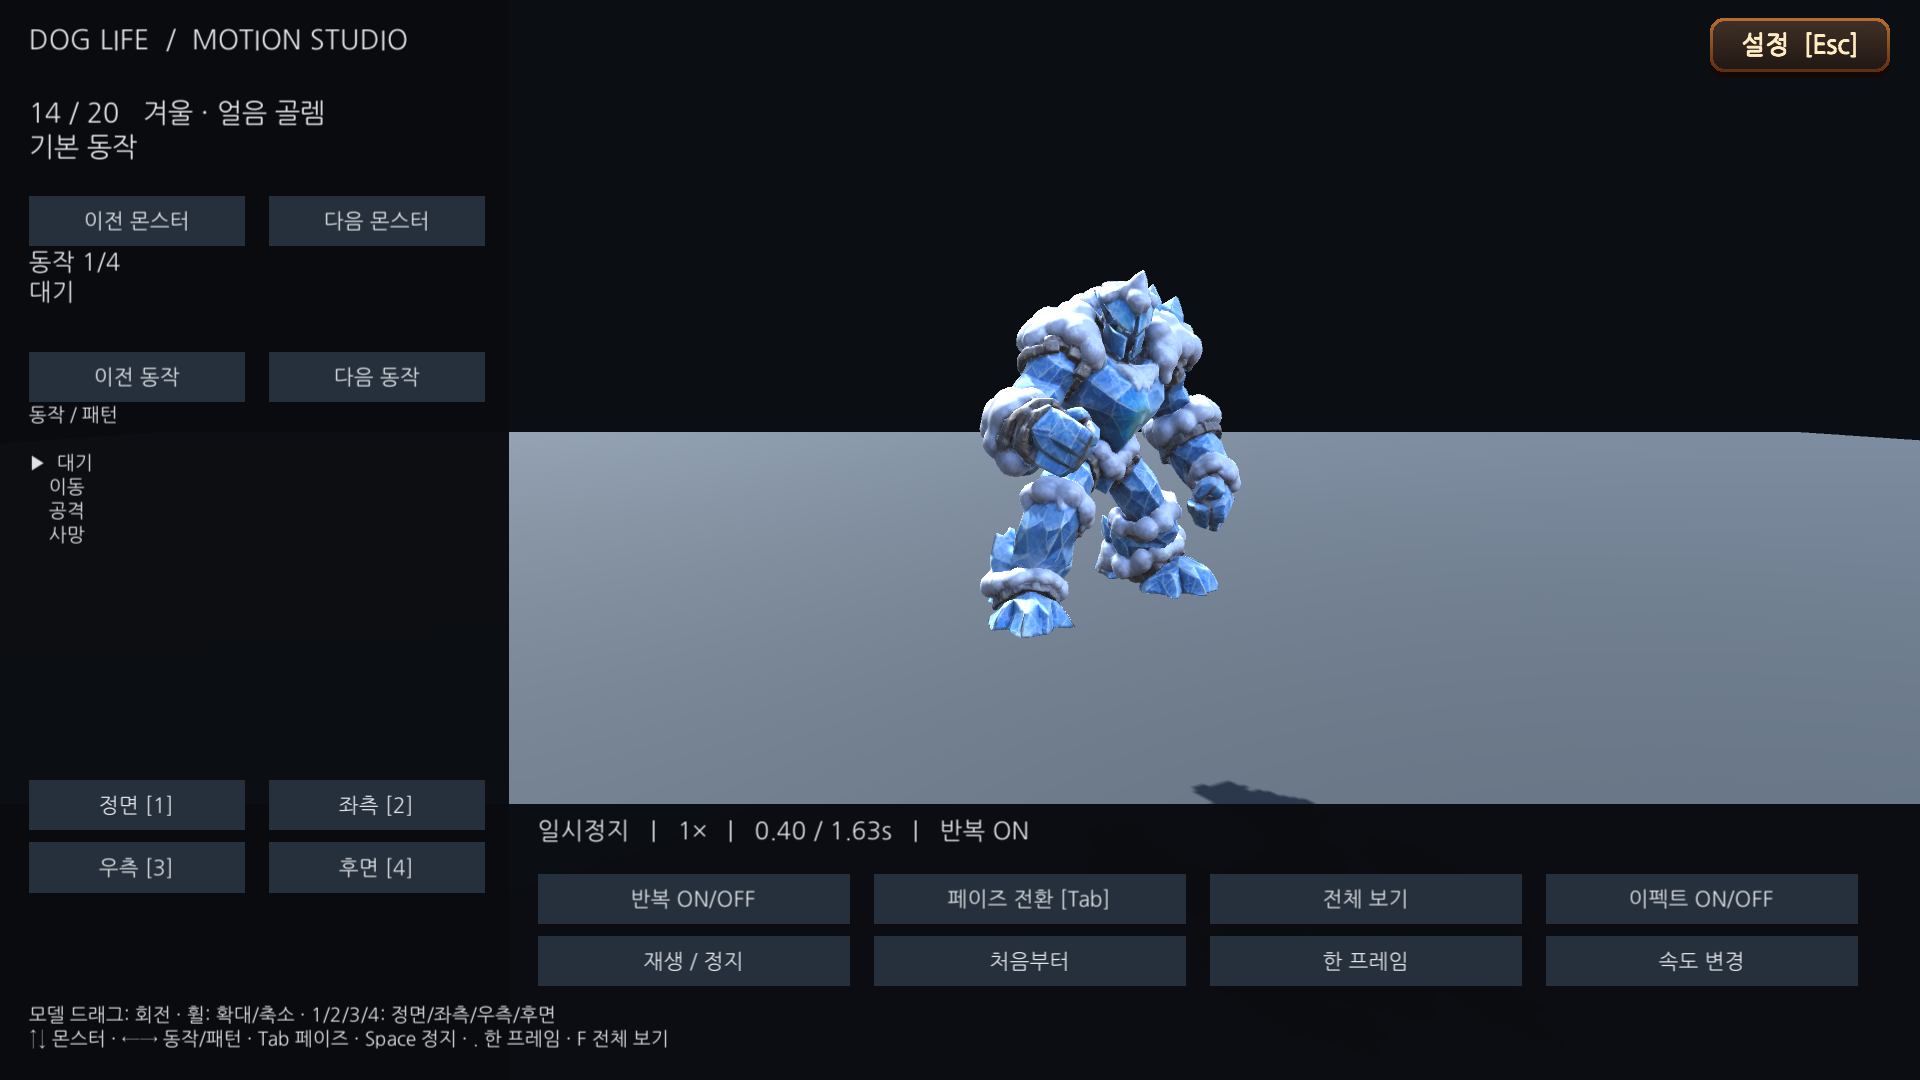 DOG LIFE / MOTION STUDIO
설정 [Esc]
14 / 20 겨울 · 얼음 골렘
기본 동작
이전 몬스터
다음 몬스터
동작 1/4
대기
이전 동작
다음 동작
동작 / 패턴
▶ 대기
이동
공격
사망
정면 [1]
좌측 [2]
우측 [3]
후면 [4]
일시정지 | 1× | 0.40 / 1.63s | 반복 ON
반복 ON/OFF
페이즈 전환 [Tab]
전체 보기
이펙트 ON/OFF
재생 / 정지
처음부터
한 프레임
속도 변경
모델 드래그: 회전 · 휠: 확대/축소 · 1/2/3/4: 정면/좌측/우측/후면
↑↓ 몬스터 · ←→ 동작/패턴 · Tab 페이즈 · Space 정지 · . 한 프레임 · F 전체 보기